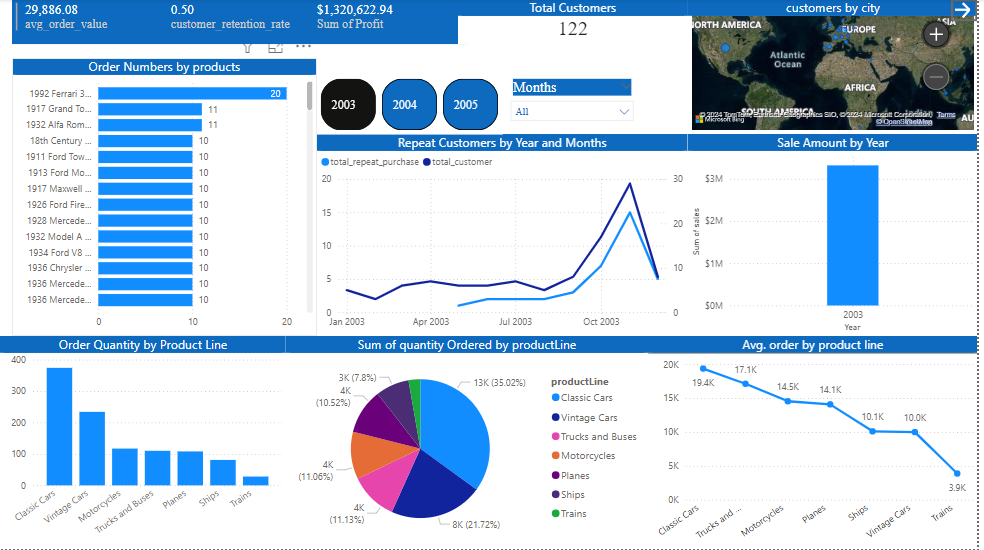 29,886.08
avg_order_value
0.50
customer_retention_rate
$1,320,622.94
Sum of Profit
Total Customers
122
customers by city
NORTH AMERICA
EUROPE
ASIA
Atlantic
Ocean
AFRICA
SOUTH AMERICA
Indian
AU
Microsoft Bing
© 2024 Microsoft Corporation
Terms
© OpenStreetMap
Order Numbers by products
1992 Ferrari 3... 20
1917 Grand To... 11
1932 Alfa Rom... 11
18th Century ... 10
1911 Ford Tow... 10
1913 Ford Mo... 10
1917 Maxwell ... 10
1926 Ford Fire... 10
1928 Mercede... 10
1932 Model A ... 10
1934 Ford V8 ... 10
1936 Chrysler ... 10
1936 Mercede... 10
1936 Mercede... 10
0 10 20
2003
2004
2005
Months
All
Repeat Customers by Year and Months
total_repeat_purchase total_customer
20
15
10
5
0
30
20
10
0
Jan 2003 Apr 2003 Jul 2003 Oct 2003
Sale Amount by Year
Sum of sales
$3M
$2M
$1M
$0M
2003
Year
Order Quantity by Product Line
400
300
200
100
0
Classic Cars
Vintage Cars
Motorcycles
Trucks and Buses
Planes
Ships
Trains
Sum of quantity Ordered by productLine
13K (35.02%)
8K (21.72%)
4K
(11.13%)
4K
(11.06%)
4K
(10.52%)
3K (7.8%)
productLine
Classic Cars
Vintage Cars
Trucks and Buses
Motorcycles
Planes
Ships
Trains
Avg. order by product line
20K
15K
10K
5K
0K
19.4K
17.1K
14.5K
14.1K
10.1K
10.0K
3.9K
Classic Cars
Trucks and ...
Motorcycles
Planes
Ships
Vintage Cars
Trains